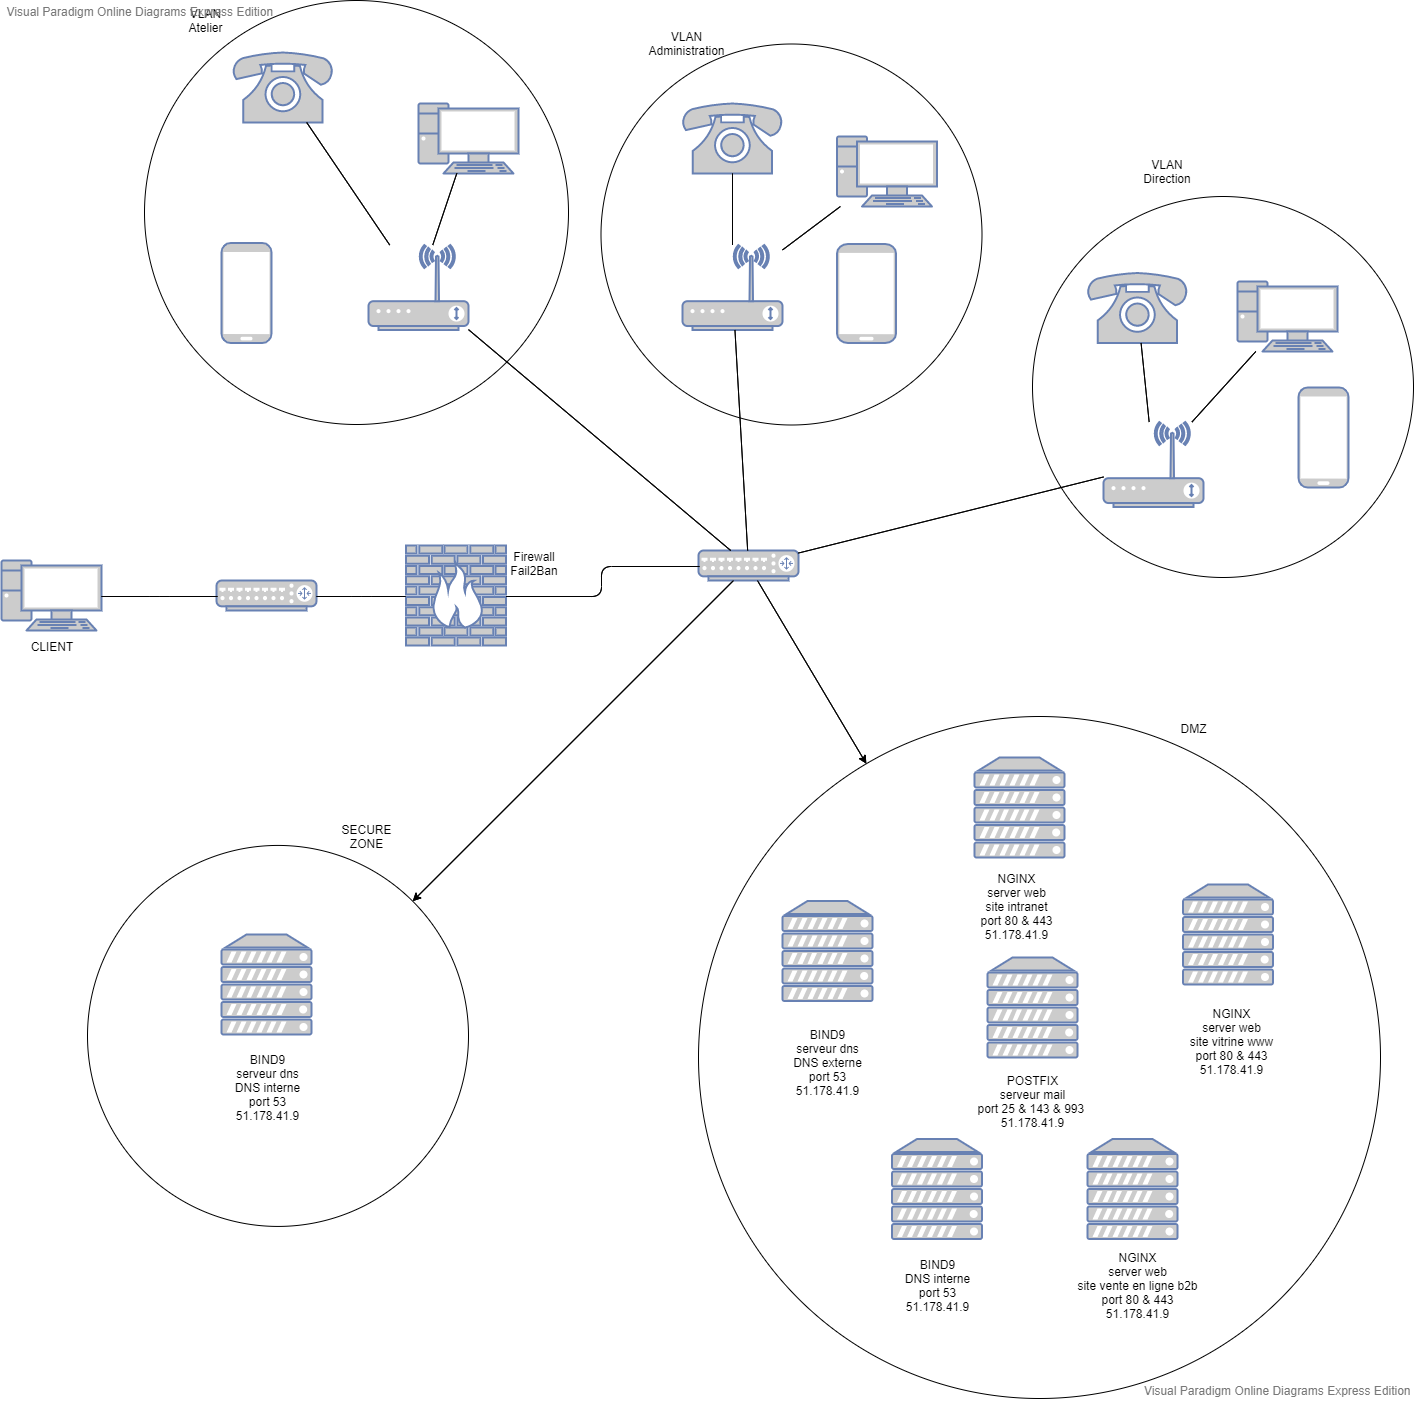 Visual Paradigm Online Diagrams Express Edition
VLAN
Atelier
VLAN
Administration
VLAN
Direction
Firewall
Fail2Ban
CLIENT
DMZ
SECURE
ZONE
NGINX
server web
site intranet
port 80 & 443
51.178.41.9
BIND9
serveur dns
DNS externe
port 53
51.178.41.9
NGINX
server web
site vitrine www
port 80 & 443
51.178.41.9
BIND9
serveur dns
DNS interne
port 53
51.178.41.9
POSTFIX
serveur mail
port 25 & 143 & 993
51.178.41.9
BIND9
DNS interne
port 53
51.178.41.9
NGINX
server web
site vente en ligne b2b
port 80 & 443
51.178.41.9
Visual Paradigm Online Diagrams Express Edition